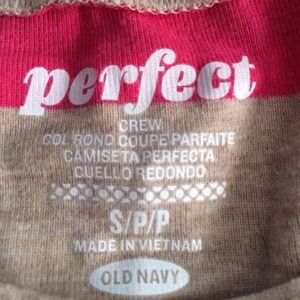 perfect
CREW
COL ROND COUPE PARFAITE
CAMISETA PERFECTA
CUELLO REDONDO
S/P/P
MADE IN VIETNAM
OLD NAVY